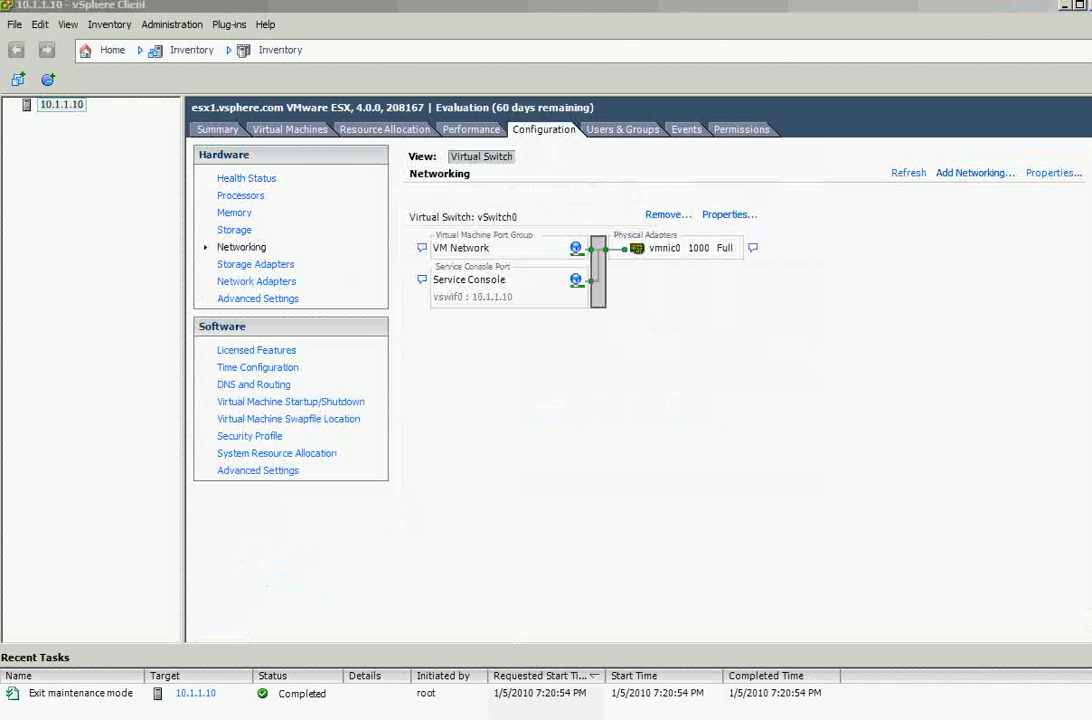 10.1.1.10 - vSphere Client
File Edit View Inventory Administration Plug-ins Help
Home Inventory Inventory
10.1.1.10
esx1.vsphere.com VMware ESX, 4.0.0, 208167 | Evaluation (60 days remaining)
Summary Virtual Machines Resource Allocation Performance Configuration Users & Groups Events Permissions
Hardware
Health Status
Processors
Memory
Storage
Networking
Storage Adapters
Network Adapters
Advanced Settings
Software
Licensed Features
Time Configuration
DNS and Routing
Virtual Machine Startup/Shutdown
Virtual Machine Swapfile Location
Security Profile
System Resource Allocation
Advanced Settings
View: Virtual Switch
Networking
Refresh Add Networking... Properties...
Virtual Switch: vSwitch0 Remove... Properties...
Virtual Machine Port Group Physical Adapters
VM Network vmnic0 1000 Full
Service Console Port
Service Console
vswif0 : 10.1.1.10
Recent Tasks
Name Target Status Details Initiated by Requested Start Ti... Start Time Completed Time
Exit maintenance mode 10.1.1.10 Completed root 1/5/2010 7:20:54 PM 1/5/2010 7:20:54 PM 1/5/2010 7:20:54 PM